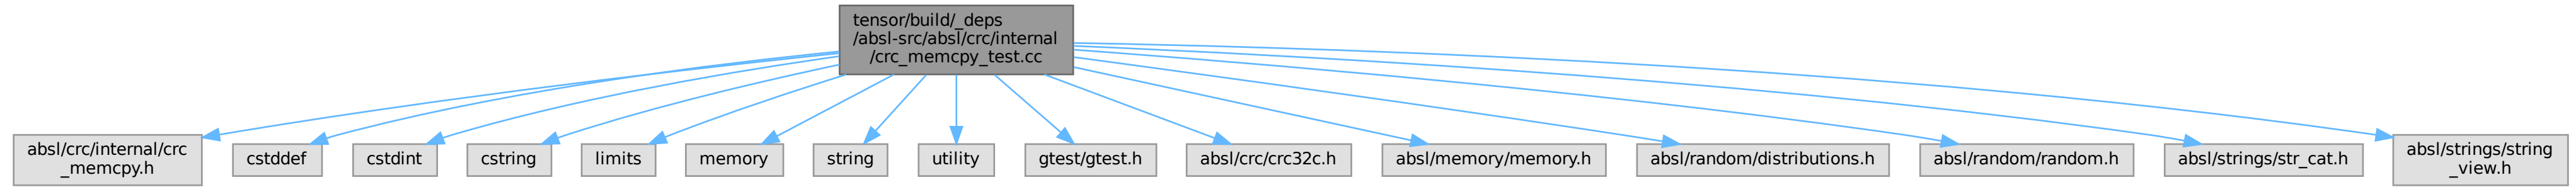 tensor/build/_deps
/absl-src/absl/crc/internal
/crc_memcpy_test.cc
absl/crc/internal/crc
_memcpy.h
cstddef
cstdint
cstring
limits
memory
string
utility
gtest/gtest.h
absl/crc/crc32c.h
absl/memory/memory.h
absl/random/distributions.h
absl/random/random.h
absl/strings/str_cat.h
absl/strings/string
_view.h